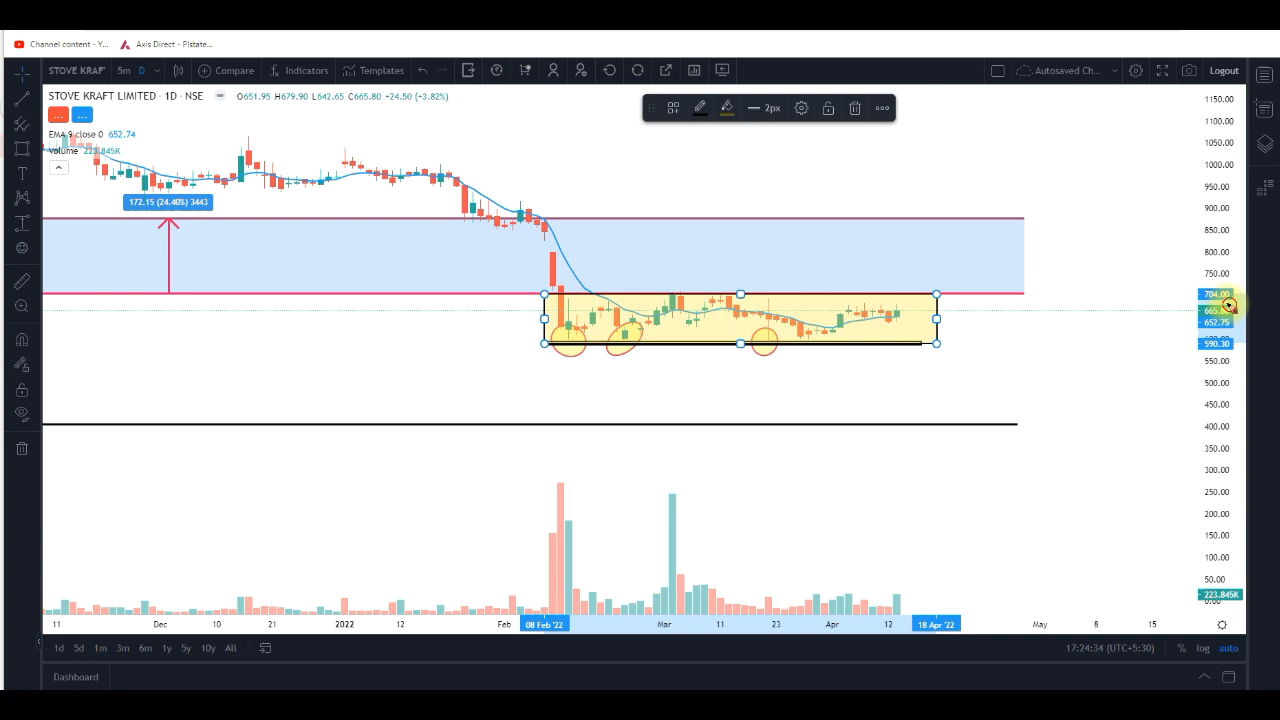 Channel content - Y... Axis Direct - Plstate...
STOVE KRAF 5m D Compare Indicators Templates Autosaved Ch... Logout
STOVE KRAFT LIMITED · 1D · NSE O651.95 H679.90 L642.65 C665.80 +24.50 (+3.82%)
2px
EMA 9 close 0 652.74
Volume 223.845K
172.15 (24.40%) 3443
1150.00
1100.00
1050.00
1000.00
950.00
900.00
850.00
800.00
750.00
704.00
652.75
590.30
550.00
500.00
450.00
400.00
350.00
300.00
250.00
200.00
150.00
100.00
50.00
223.845K
11 Dec 10 21 2022 12 Feb 08 Feb '22 Mar 11 23 Apr 12 18 Apr '22 May 8 15
1d 5d 1m 3m 6m 1y 5y 10y All 17:24:34 (UTC+5:30) % log auto
Dashboard